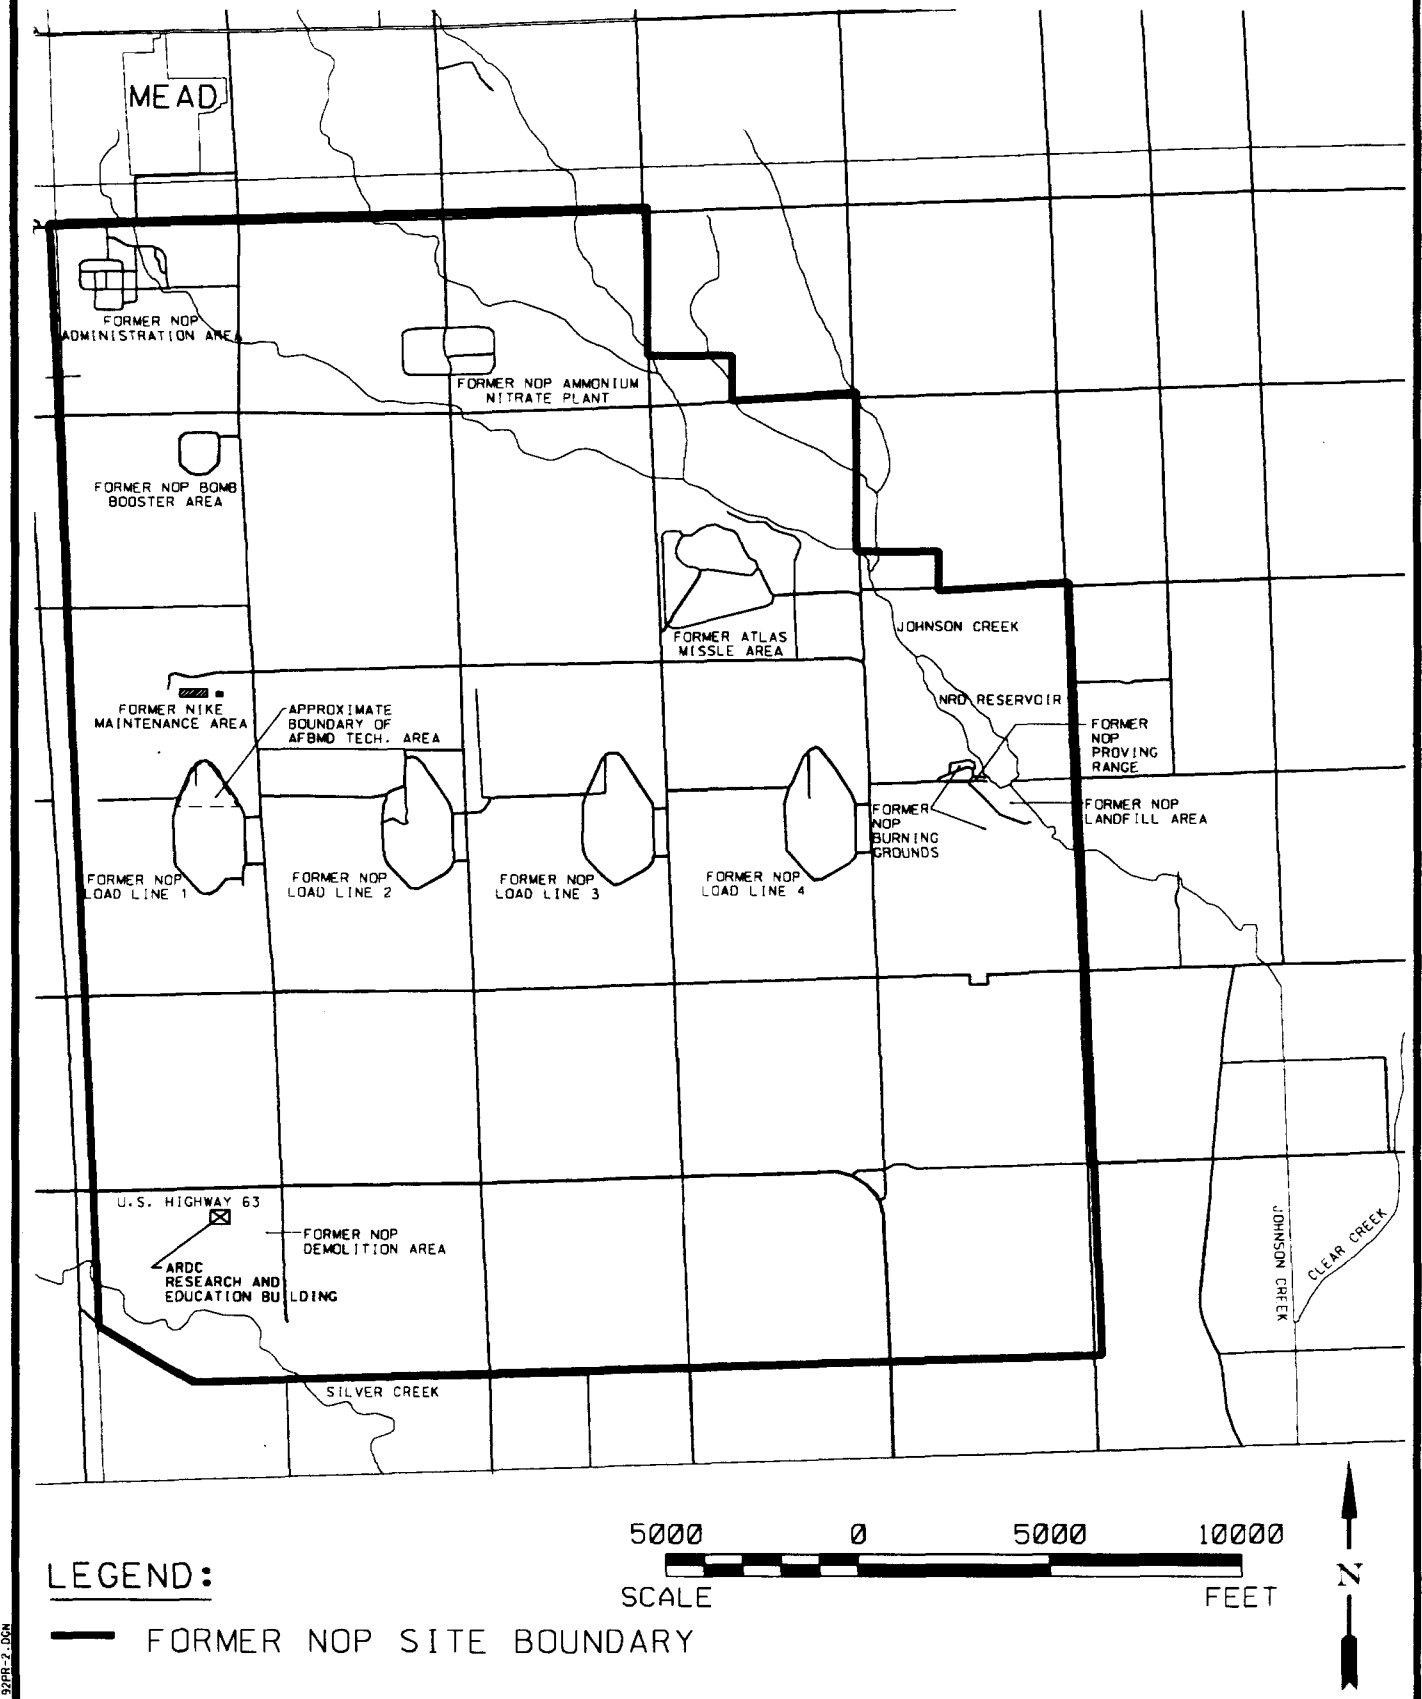 MEAD
FORMER NOP
ADMINISTRATION AREA
FORMER NOP AMMONIUM
NITRATE PLANT
FORMER NOP BOMB
BOOSTER AREA
FORMER ATLAS
MISSLE AREA
JOHNSON CREEK
NRD RESERVOIR
FORMER NIKE
MAINTENANCE AREA
APPROXIMATE
BOUNDARY OF
AFBMD TECH. AREA
FORMER
NOP
PROVING
RANGE
FORMER
NOP
BURNING
GROUNDS
FORMER NOP
LANDFILL AREA
FORMER NOP
LOAD LINE 1
FORMER NOP
LOAD LINE 2
FORMER NOP
LOAD LINE 3
FORMER NOP
LOAD LINE 4
U.S. HIGHWAY 63
FORMER NOP
DEMOLITION AREA
ARDC
RESEARCH AND
EDUCATION BUILDING
JOHNSON CREEK
CLEAR CREEK
SILVER CREEK
5000 0 5000 10000
SCALE FEET
N
LEGEND:
FORMER NOP SITE BOUNDARY
92PR-2.DGN